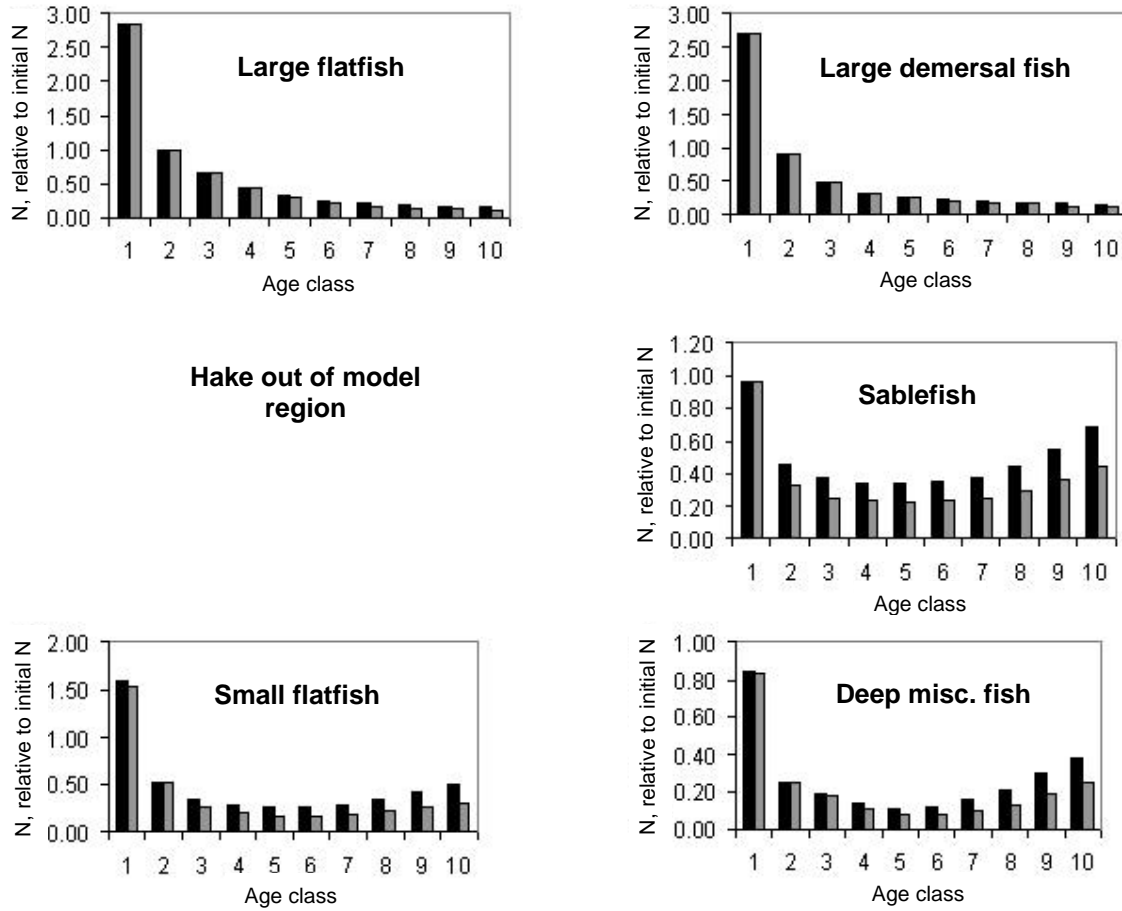 N, relative to initial N
3.00
2.50
2.00
1.50
1.00
0.50
0.00
Large flatfish
1 2 3 4 5 6 7 8 9 10
Age class
N, relative to initial N
3.00
2.50
2.00
1.50
1.00
0.50
0.00
Large demersal fish
1 2 3 4 5 6 7 8 9 10
Age class
Hake out of model
region
N, relative to initial N
1.20
1.00
0.80
0.60
0.40
0.20
0.00
Sablefish
1 2 3 4 5 6 7 8 9 10
Age class
N, relative to initial N
2.00
1.50
1.00
0.50
0.00
Small flatfish
1 2 3 4 5 6 7 8 9 10
Age class
N, relative to initial N
1.00
0.80
0.60
0.40
0.20
0.00
Deep misc. fish
1 2 3 4 5 6 7 8 9 10
Age class